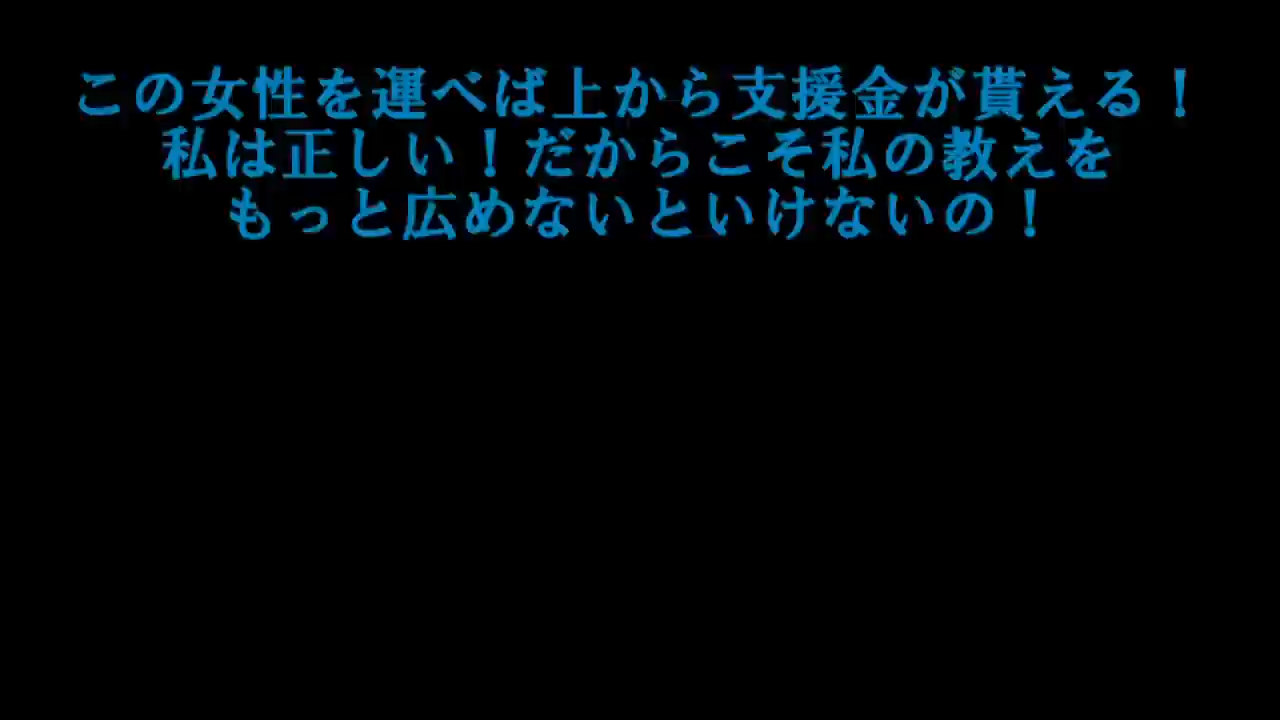 この女性を運べば上から支援金が貰える！
私は正しい！だからこそ私の教えを
もっと広めないといけないの！